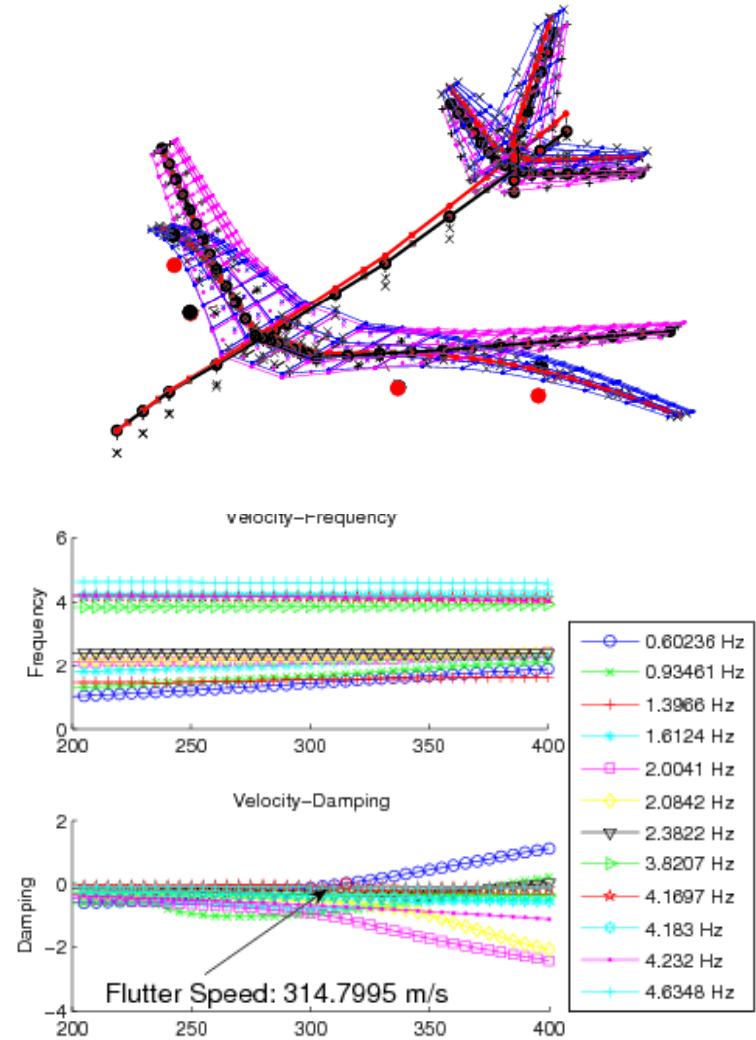 Velocity-Frequency
6
4
2
0
Frequency
200
250
300
350
400
Velocity-Damping
2
0
-2
-4
Damping
Flutter Speed: 314.7995 m/s
200
250
300
350
400
0.60236 Hz
0.93461 Hz
1.3966 Hz
1.6124 Hz
2.0041 Hz
2.0842 Hz
2.3822 Hz
3.8207 Hz
4.1697 Hz
4.183 Hz
4.232 Hz
4.6348 Hz